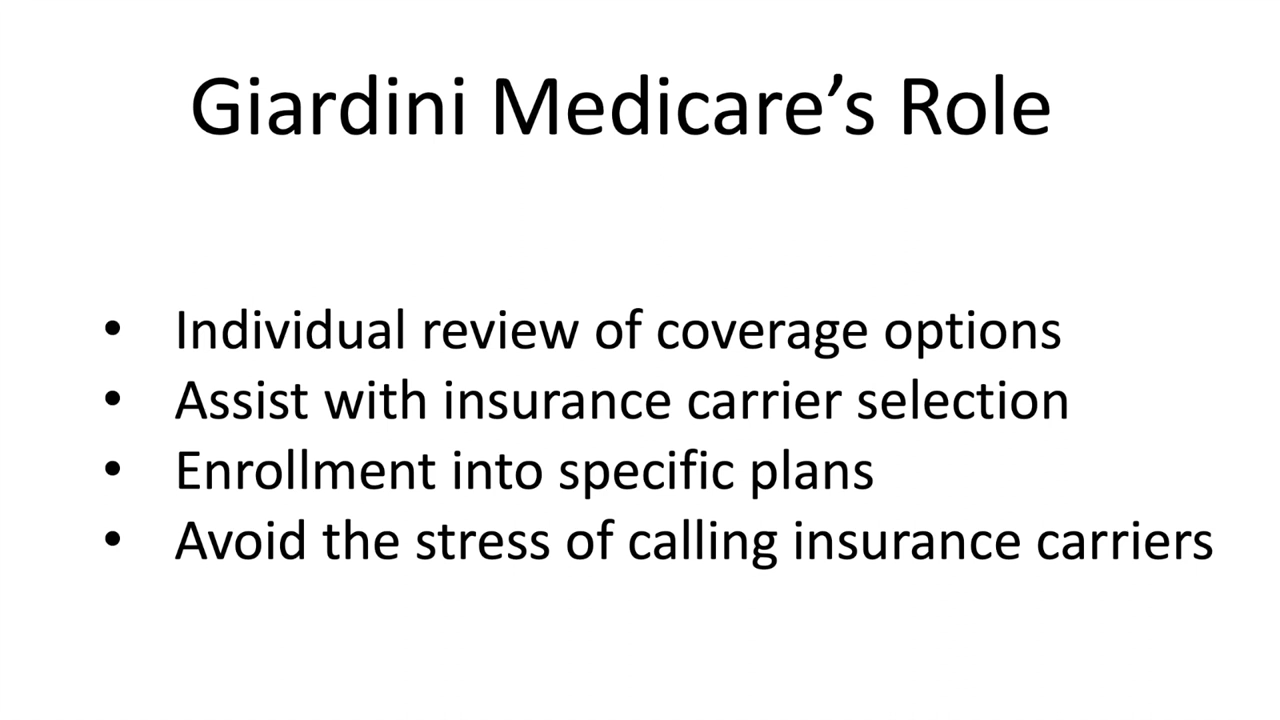 Giardini Medicare’s Role
• Individual review of coverage options
• Assist with insurance carrier selection
• Enrollment into specific plans
• Avoid the stress of calling insurance carriers